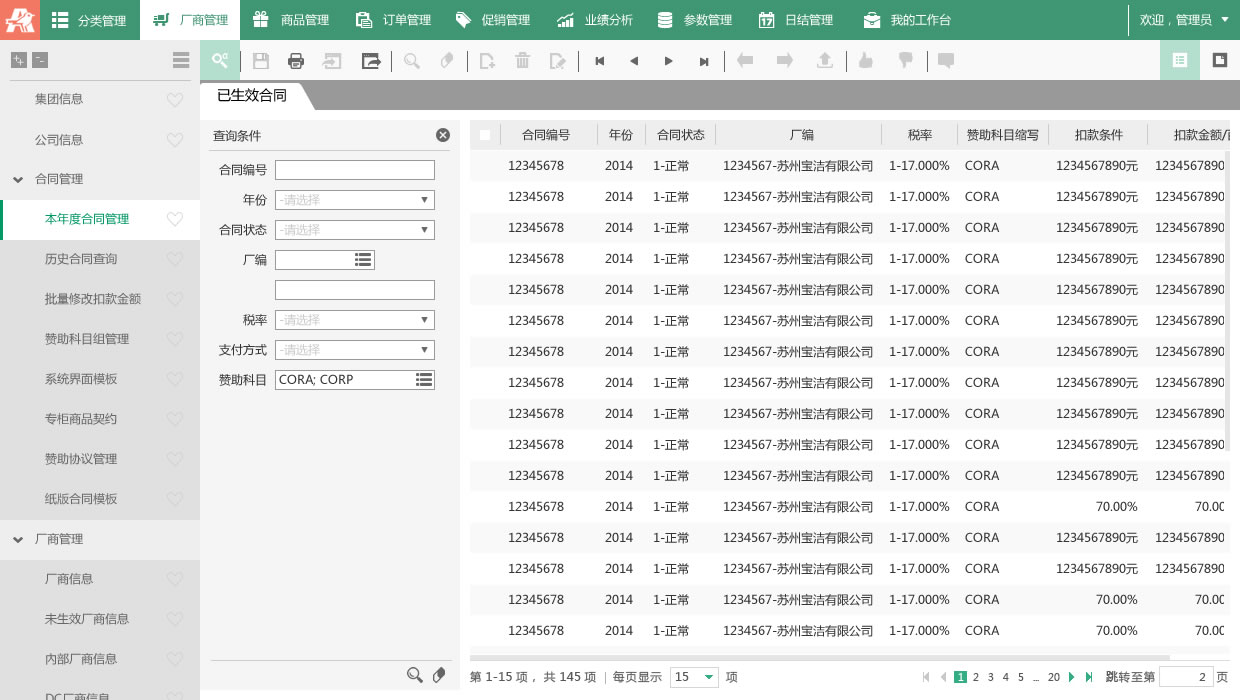 分类管理 厂商管理 商品管理 订单管理 促销管理 业绩分析 参数管理 日结管理 我的工作台 欢迎，管理员
集团信息
公司信息
合同管理
本年度合同管理
历史合同查询
批量修改扣款金额
赞助科目组管理
系统界面模板
专柜商品契约
赞助协议管理
纸版合同模板
厂商管理
厂商信息
未生效厂商信息
内部厂商信息
DC厂商信息
已生效合同
查询条件
合同编号
年份 -请选择
合同状态 -请选择
厂编
税率 -请选择
支付方式 -请选择
赞助科目 CORA; CORP
合同编号 年份 合同状态 厂编 税率 赞助科目缩写 扣款条件 扣款金额/
12345678 2014 1-正常 1234567-苏州宝洁有限公司 1-17.000% CORA 1234567890元 1234567890
12345678 2014 1-正常 1234567-苏州宝洁有限公司 1-17.000% CORA 1234567890元 1234567890
12345678 2014 1-正常 1234567-苏州宝洁有限公司 1-17.000% CORA 1234567890元 1234567890
12345678 2014 1-正常 1234567-苏州宝洁有限公司 1-17.000% CORA 1234567890元 1234567890
12345678 2014 1-正常 1234567-苏州宝洁有限公司 1-17.000% CORA 1234567890元 1234567890
12345678 2014 1-正常 1234567-苏州宝洁有限公司 1-17.000% CORA 1234567890元 1234567890
12345678 2014 1-正常 1234567-苏州宝洁有限公司 1-17.000% CORA 1234567890元 1234567890
12345678 2014 1-正常 1234567-苏州宝洁有限公司 1-17.000% CORA 1234567890元 1234567890
12345678 2014 1-正常 1234567-苏州宝洁有限公司 1-17.000% CORA 1234567890元 1234567890
12345678 2014 1-正常 1234567-苏州宝洁有限公司 1-17.000% CORA 1234567890元 1234567890
12345678 2014 1-正常 1234567-苏州宝洁有限公司 1-17.000% CORA 1234567890元 1234567890
12345678 2014 1-正常 1234567-苏州宝洁有限公司 1-17.000% CORA 70.00% 70.00
12345678 2014 1-正常 1234567-苏州宝洁有限公司 1-17.000% CORA 1234567890元 1234567890
12345678 2014 1-正常 1234567-苏州宝洁有限公司 1-17.000% CORA 1234567890元 1234567890
12345678 2014 1-正常 1234567-苏州宝洁有限公司 1-17.000% CORA 70.00% 70.00
12345678 2014 1-正常 1234567-苏州宝洁有限公司 1-17.000% CORA 70.00% 70.00
第 1-15 项，共 145 项 | 每页显示 15 项 1 2 3 4 5 ... 20 跳转至第 2 页